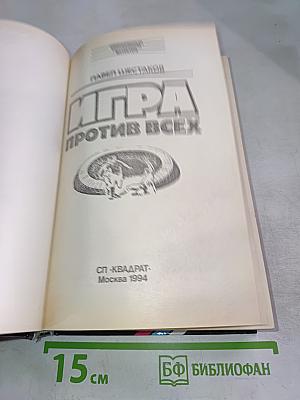 ПАВЕЛ ШЕСТАКОВ
ИГРА
ПРОТИВ ВСЕХ
СП «КВАДРАТ»
Москва 1994
15 см
БФ БИБЛИОФАН